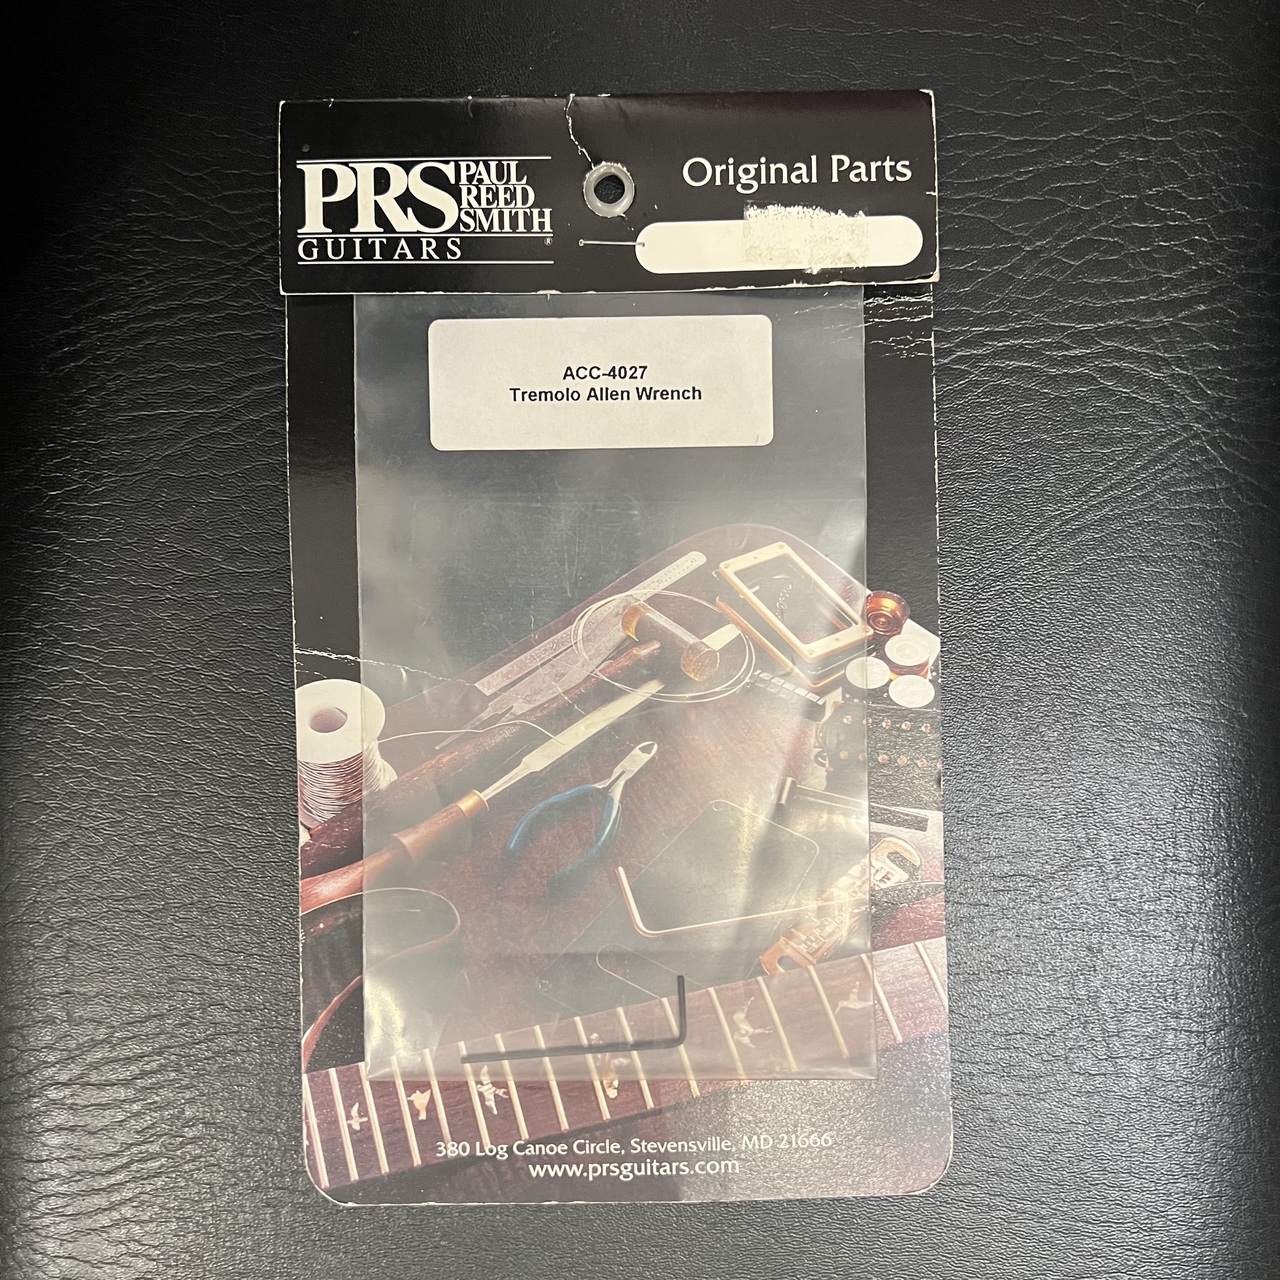 PRS PAUL
REED
SMITH
GUITARS ®
Original Parts
ACC-4027
Tremolo Allen Wrench
380 Log Canoe Circle, Stevensville, MD 21666
www.prsguitars.com